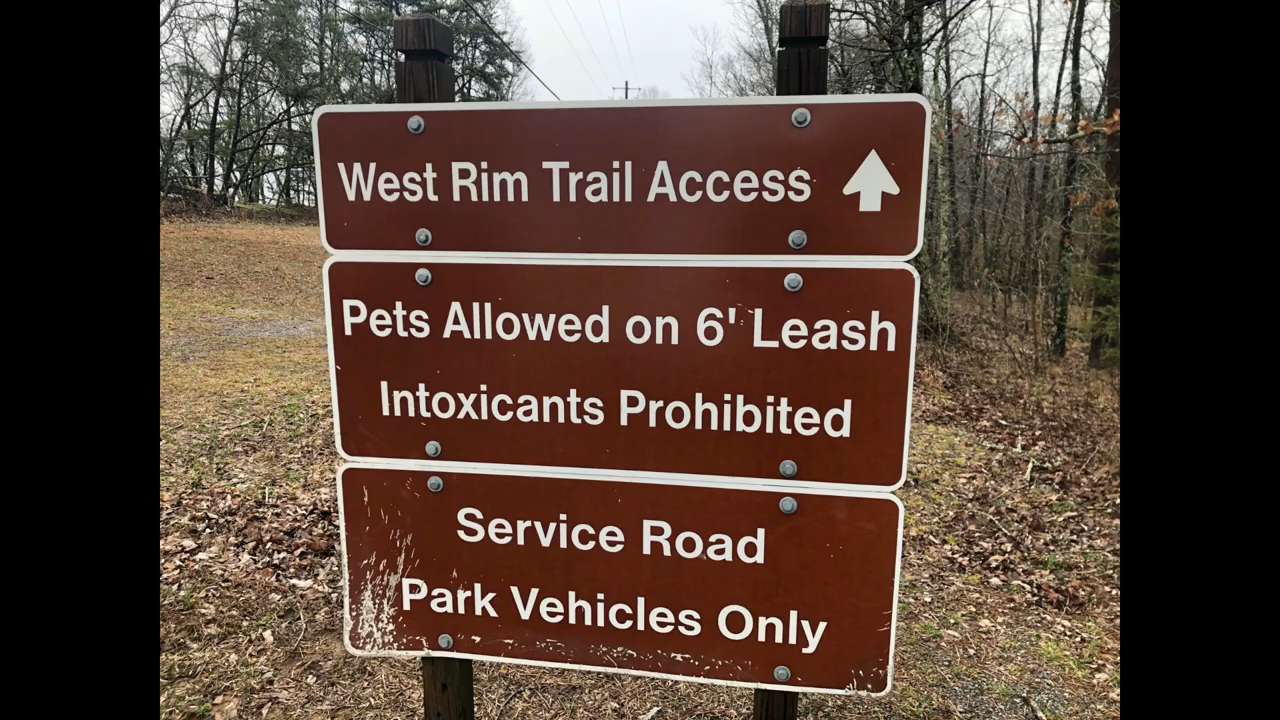 West Rim Trail Access
Pets Allowed on 6' Leash
Intoxicants Prohibited
Service Road
Park Vehicles Only